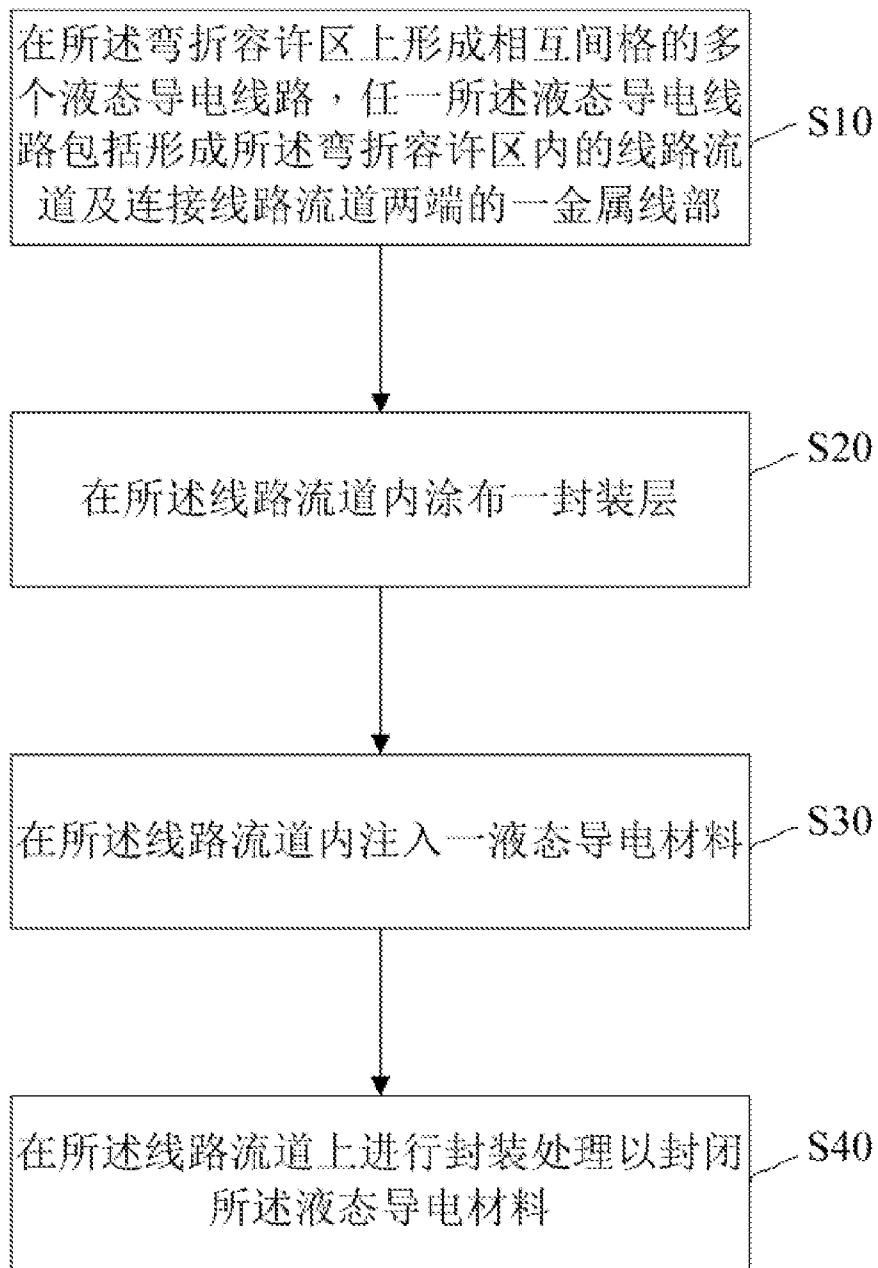 在所述弯折容许区上形成相互间格的多
个液态导电线路，任一所述液态导电线
路包括形成所述弯折容许区内的线路流
道及连接线路流道两端的一金属线部
S10
在所述线路流道内涂布一封装层
S20
在所述线路流道内注入一液态导电材料
S30
在所述线路流道上进行封装处理以封闭
所述液态导电材料
S40